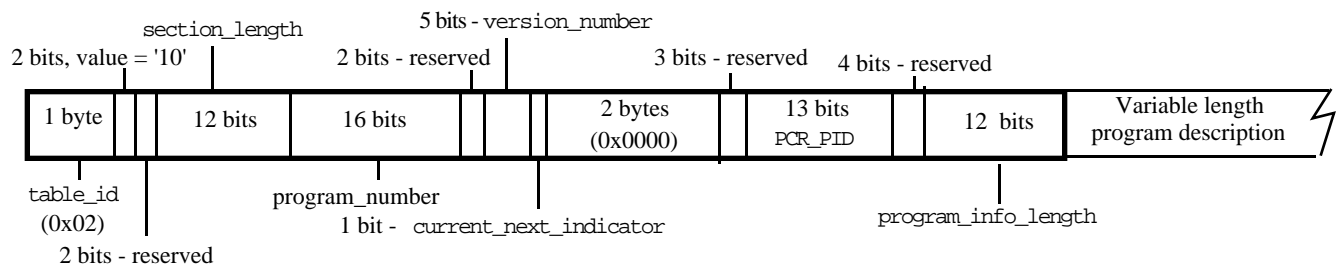 section_length
5 bits - version_number
2 bits, value = '10'
2 bits - reserved
3 bits - reserved
4 bits - reserved
1 byte
12 bits
16 bits
2 bytes
(0x0000)
13 bits
PCR_PID
12 bits
Variable length
program description
table_id
(0x02)
program_number
1 bit - current_next_indicator
program_info_length
2 bits - reserved